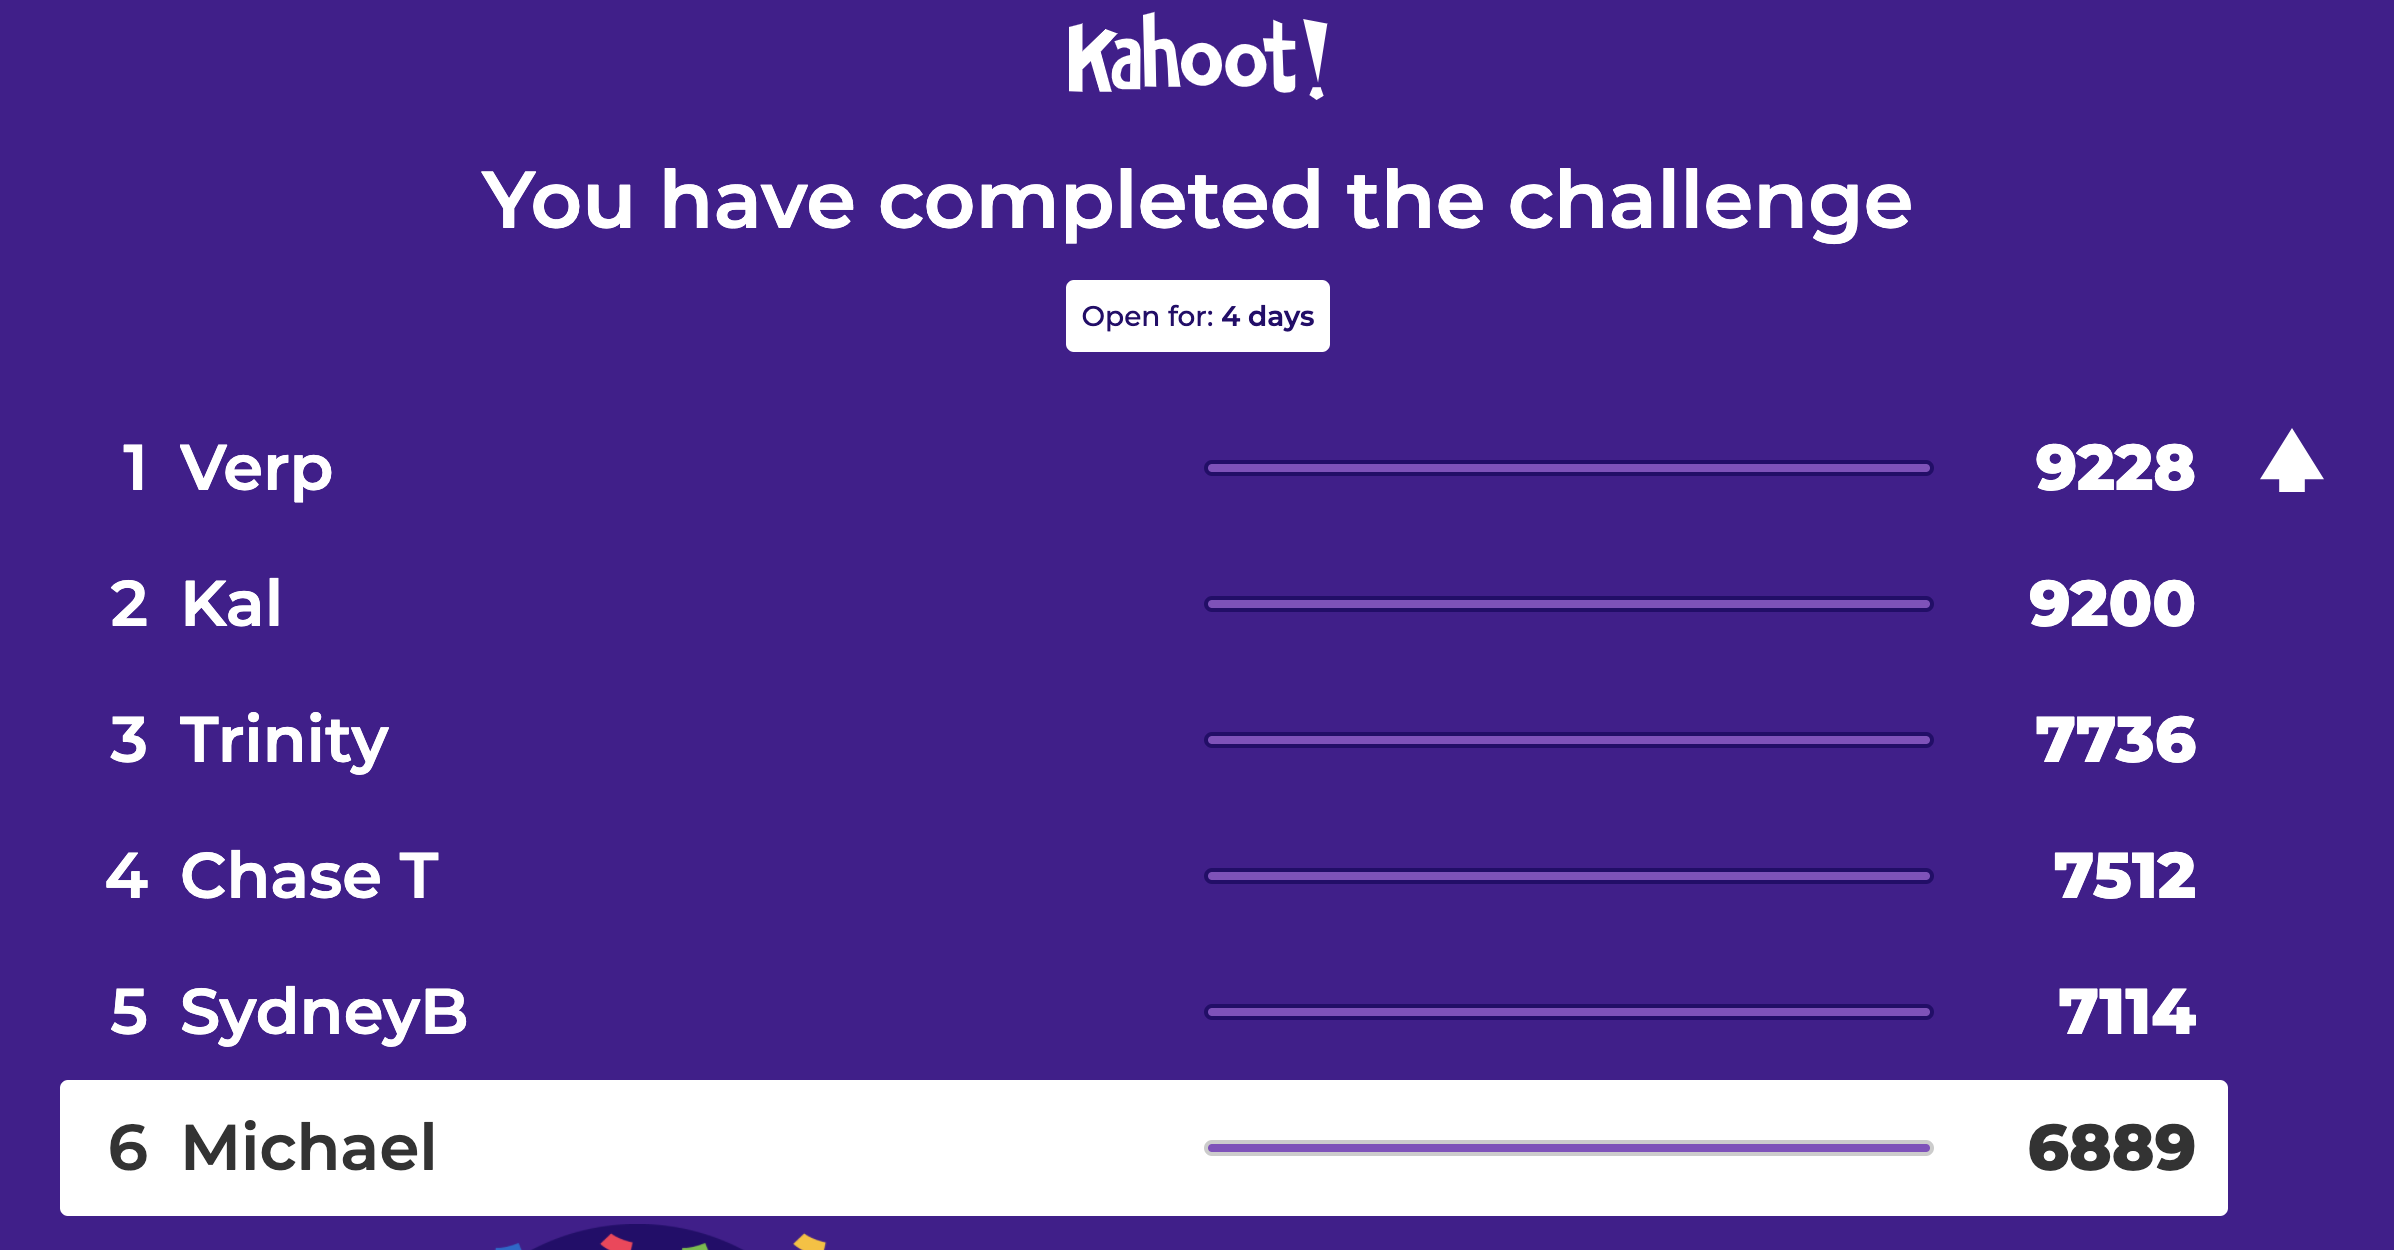 Kahoot!
You have completed the challenge
Open for: 4 days
1 Verp 9228
2 Kal 9200
3 Trinity 7736
4 Chase T 7512
5 SydneyB 7114
6 Michael 6889